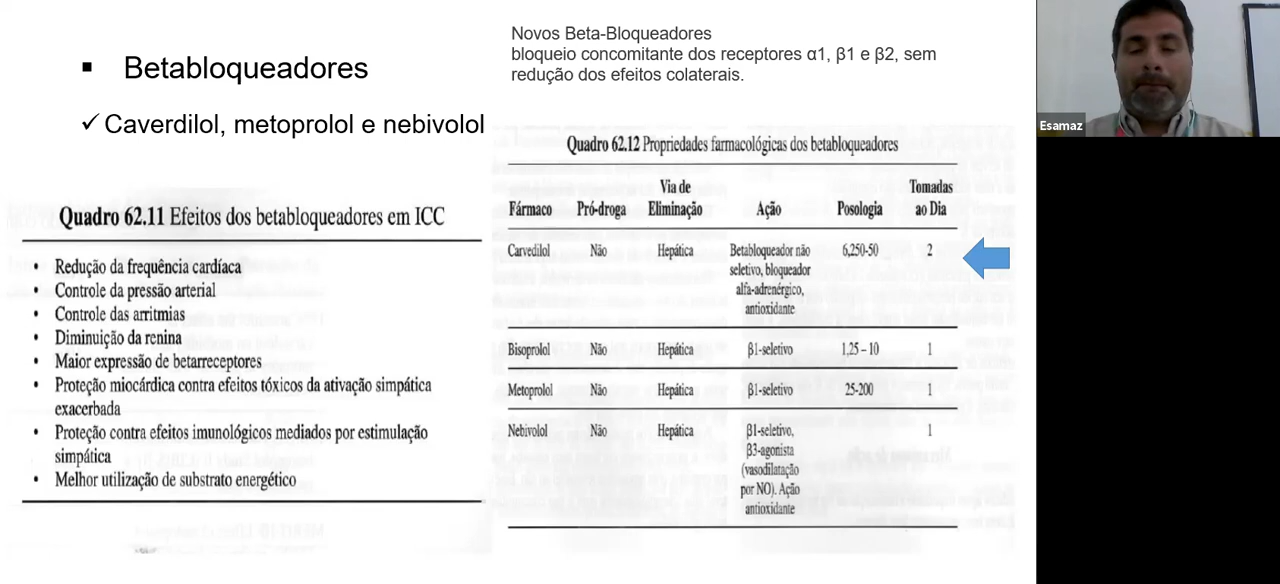 ▪ Betabloqueadores
✓ Caverdilol, metoprolol e nebivolol
Quadro 62.11 Efeitos dos betabloqueadores em ICC
• Redução da frequência cardíaca
• Controle da pressão arterial
• Controle das arritmias
• Diminuição da renina
• Maior expressão de betarreceptores
• Proteção miocárdica contra efeitos tóxicos da ativação simpática
exacerbada
• Proteção contra efeitos imunológicos mediados por estimulação
simpática
• Melhor utilização de substrato energético
Novos Beta-Bloqueadores
bloqueio concomitante dos receptores α1, β1 e β2, sem
redução dos efeitos colaterais.
Quadro 62.12 Propriedades farmacológicas dos betabloqueadores
Via de Tomadas
Fármaco Pró-droga Eliminação Ação Posologia ao Dia
Carvedilol Não Hepática Betabloqueador não 6,250-50 2
seletivo, bloqueador
alfa-adrenérgico,
antioxidante
Bisoprolol Não Hepática β1-seletivo 1,25 – 10 1
Metoprolol Não Hepática β1-seletivo 25-200 1
Nebivolol Não Hepática β1-seletivo, 1
β3-agonista
(vasodilatação
por NO). Ação
antioxidante
Esamaz